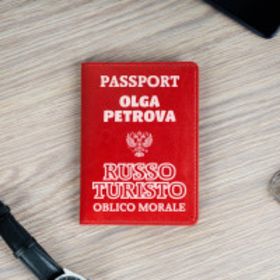 PASSPORT
OLGA
PETROVA
RUSSO
TURISTO
OBLICO MORALE